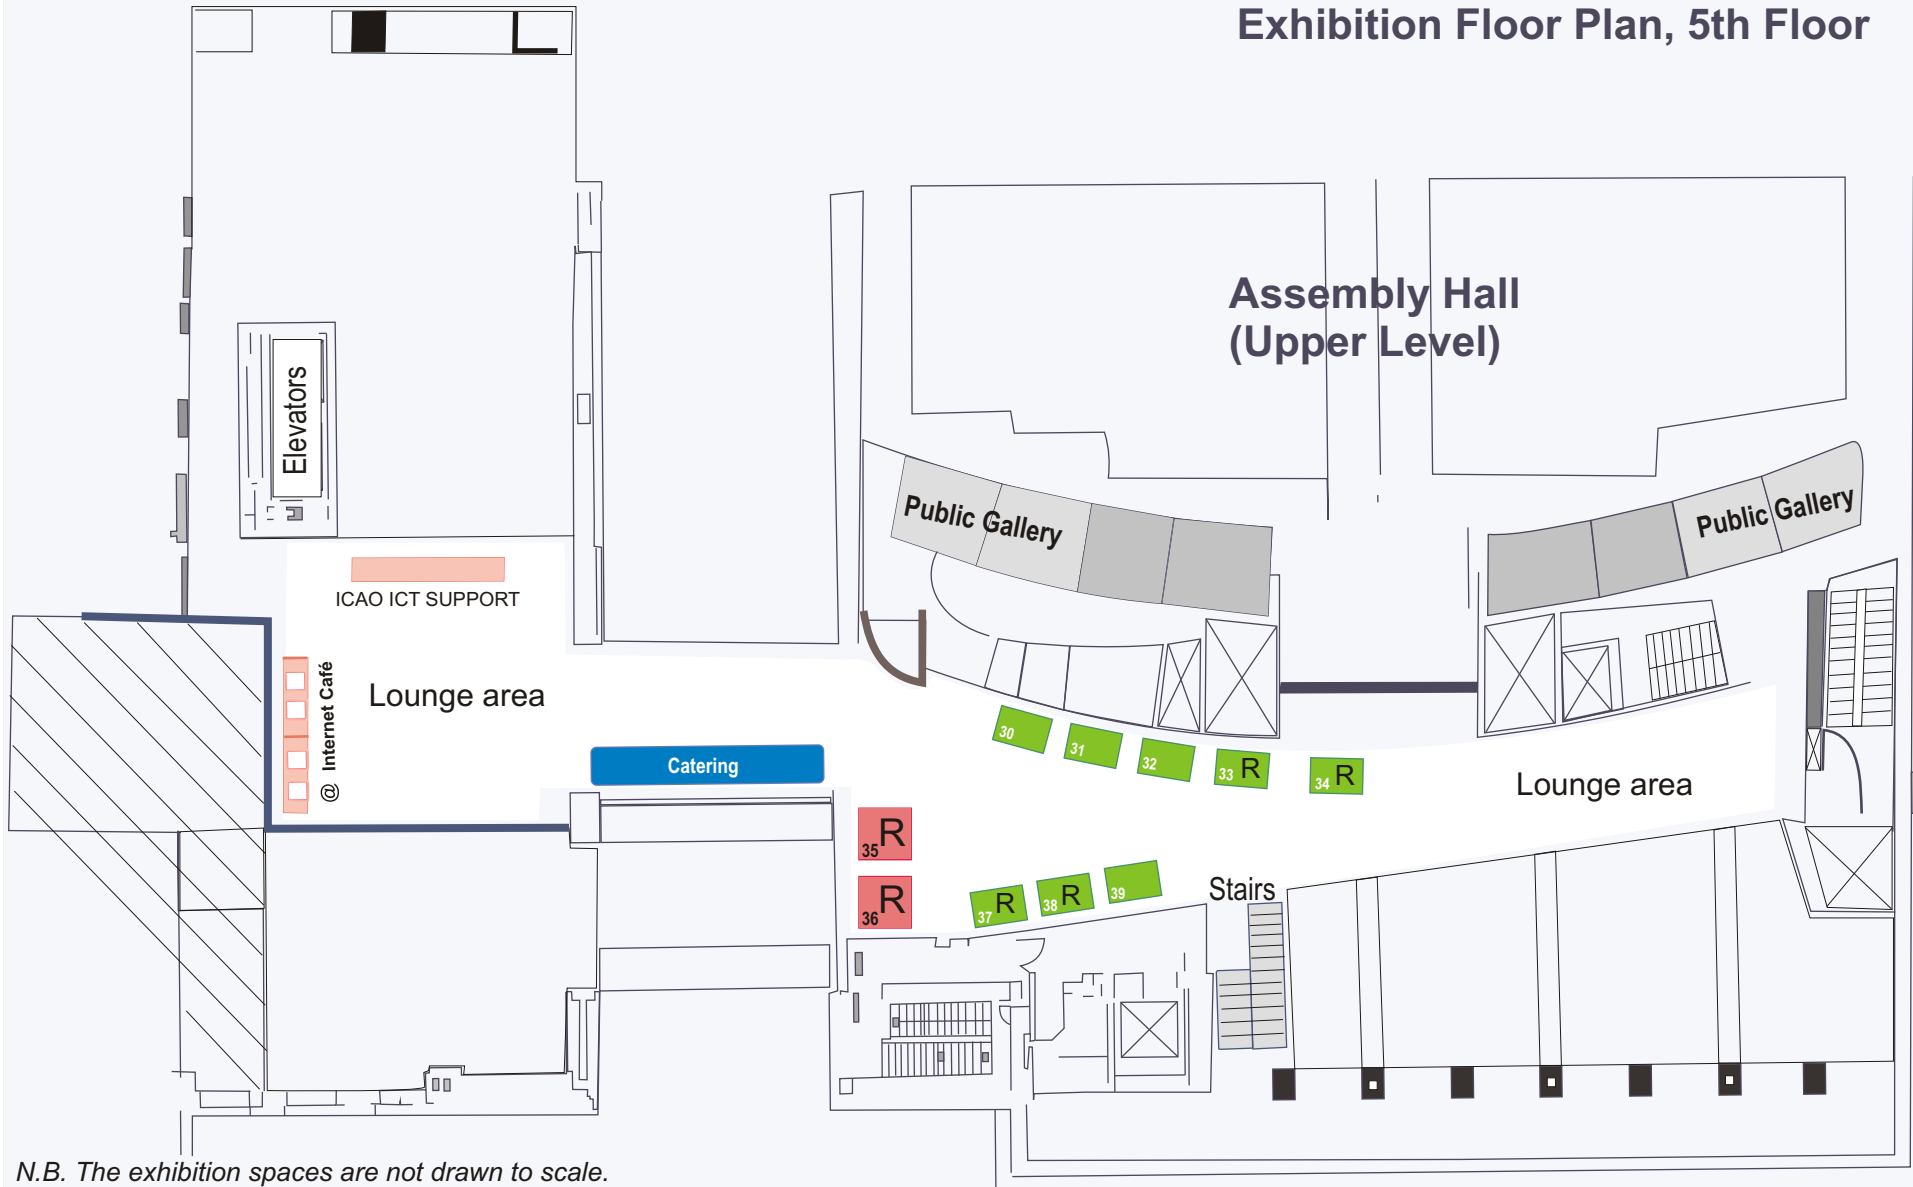 Exhibition Floor Plan, 5th Floor
Assembly Hall
(Upper Level)
Elevators
Public Gallery
Public Gallery
ICAO ICT SUPPORT
@ Internet Café
Lounge area
Catering
30
31
32
33 R
34 R
Lounge area
35 R
36 R
37 R
38 R
39
Stairs
N.B. The exhibition spaces are not drawn to scale.